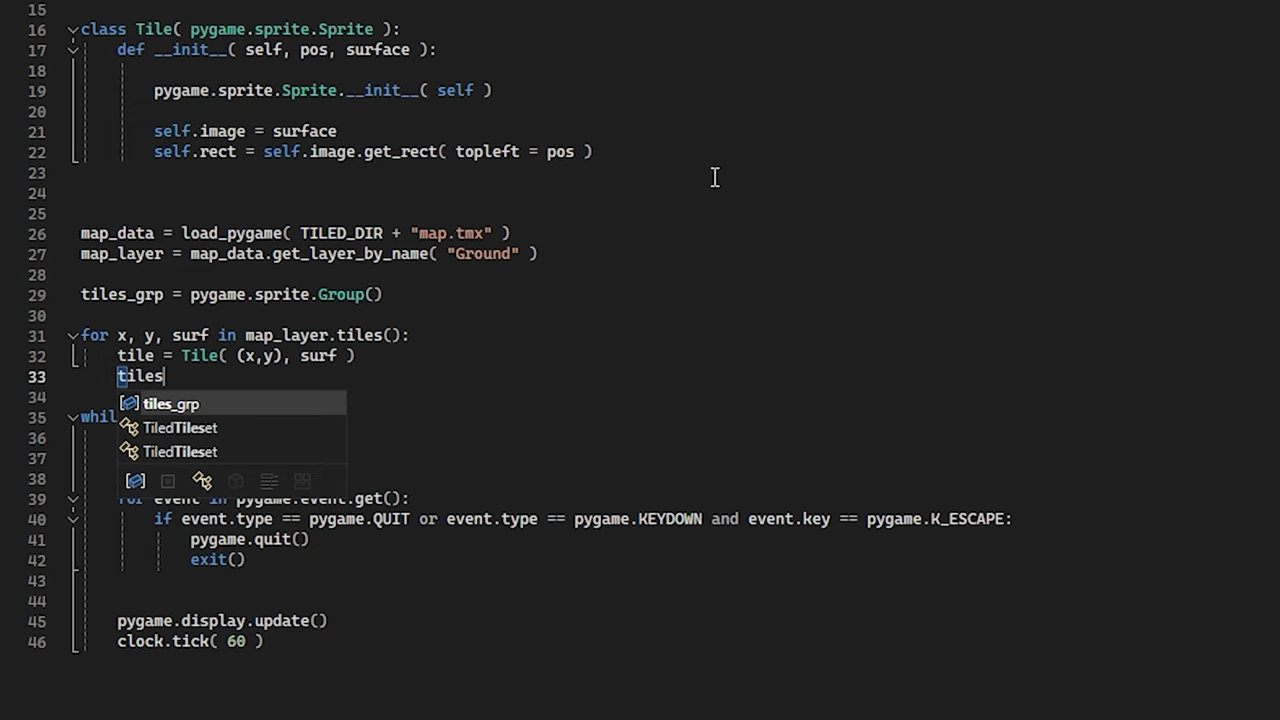 15
16 class Tile( pygame.sprite.Sprite ):
17 def __init__( self, pos, surface ):
18
19 pygame.sprite.Sprite.__init__( self )
20
21 self.image = surface
22 self.rect = self.image.get_rect( topleft = pos )
23
24
25
26 map_data = load_pygame( TILED_DIR + "map.tmx" )
27 map_layer = map_data.get_layer_by_name( "Ground" )
28
29 tiles_grp = pygame.sprite.Group()
30
31 for x, y, surf in map_layer.tiles():
32 tile = Tile( (x,y), surf )
33 tiles
34 tiles_grp
35 whil
TiledTileset
36
TiledTileset
37
38
39 for event in pygame.event.get():
40 if event.type == pygame.QUIT or event.type == pygame.KEYDOWN and event.key == pygame.K_ESCAPE:
41 pygame.quit()
42 exit()
43
44
45 pygame.display.update()
46 clock.tick( 60 )